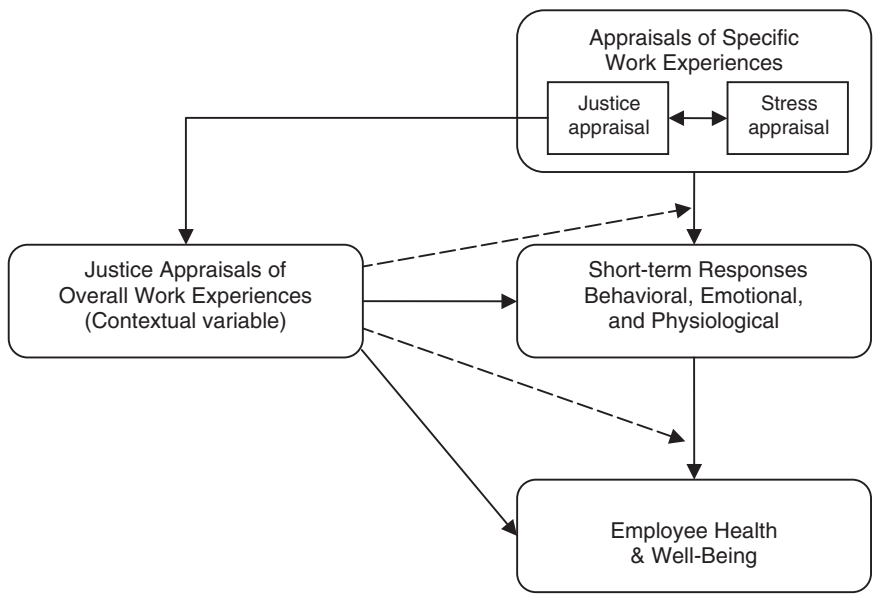 Appraisals of Specific
Work Experiences
Justice
appraisal
Stress
appraisal
Justice Appraisals of
Overall Work Experiences
(Contextual variable)
Short-term Responses
Behavioral, Emotional,
and Physiological
Employee Health
& Well-Being